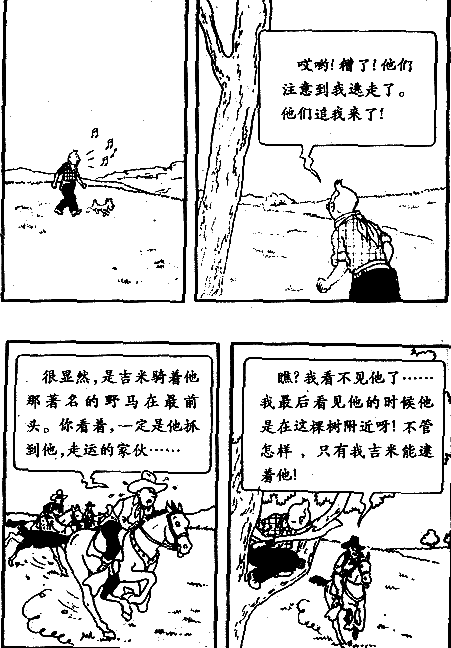 哎哟！糟了！他们
注意到我逃走了。
他们追我来了！
很显然，是吉米骑着他
那著名的野马在最前
头。你看着，一定是他抓
到他，走运的家伙……
瞧？我看不见他了……
我最后看见他的时候他
是在这棵树附近呀！不管
怎样，只有我吉米能逮
着他！